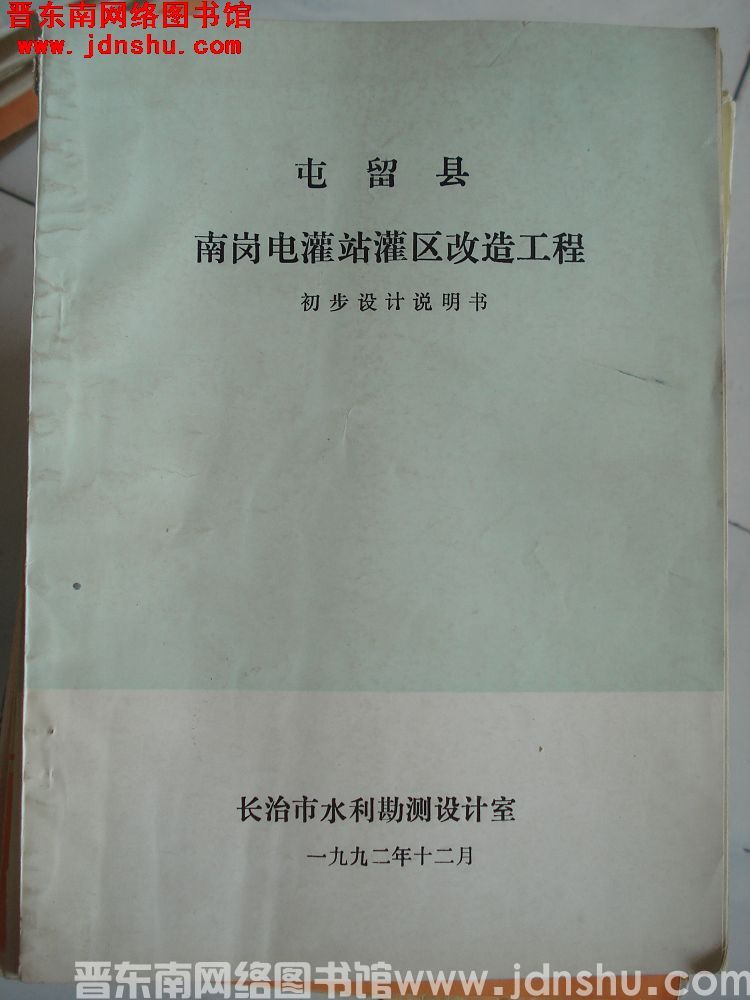 晋东南网络图书馆
www.jdnshu.com
屯留县
南岗电灌站灌区改造工程
初步设计说明书
长治市水利勘测设计室
一九九二年十二月
晋东南网络图书馆www.jdnshu.com